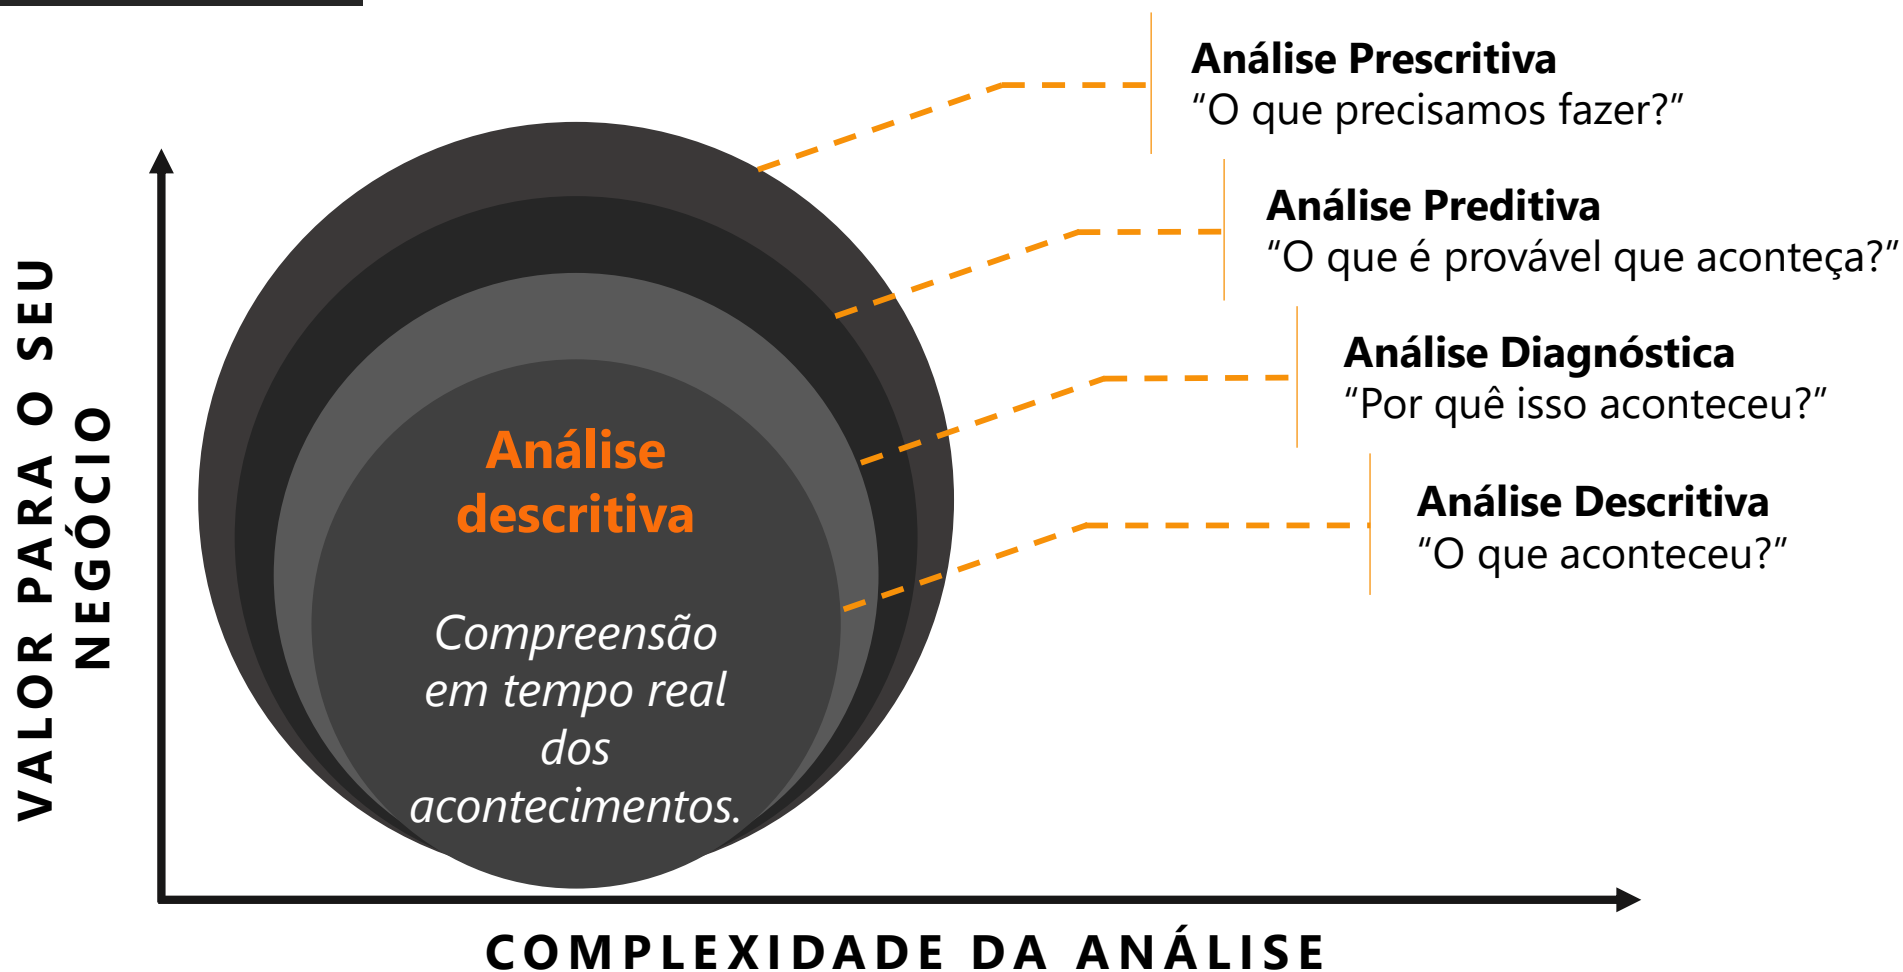 Análise Prescritiva
“O que precisamos fazer?”
Análise Preditiva
“O que é provável que aconteça?”
Análise Diagnóstica
“Por quê isso aconteceu?”
Análise Descritiva
“O que aconteceu?”
Análise
descritiva
Compreensão
em tempo real
dos
acontecimentos.
VALOR PARA O SEU
NEGÓCIO
COMPLEXIDADE DA ANÁLISE